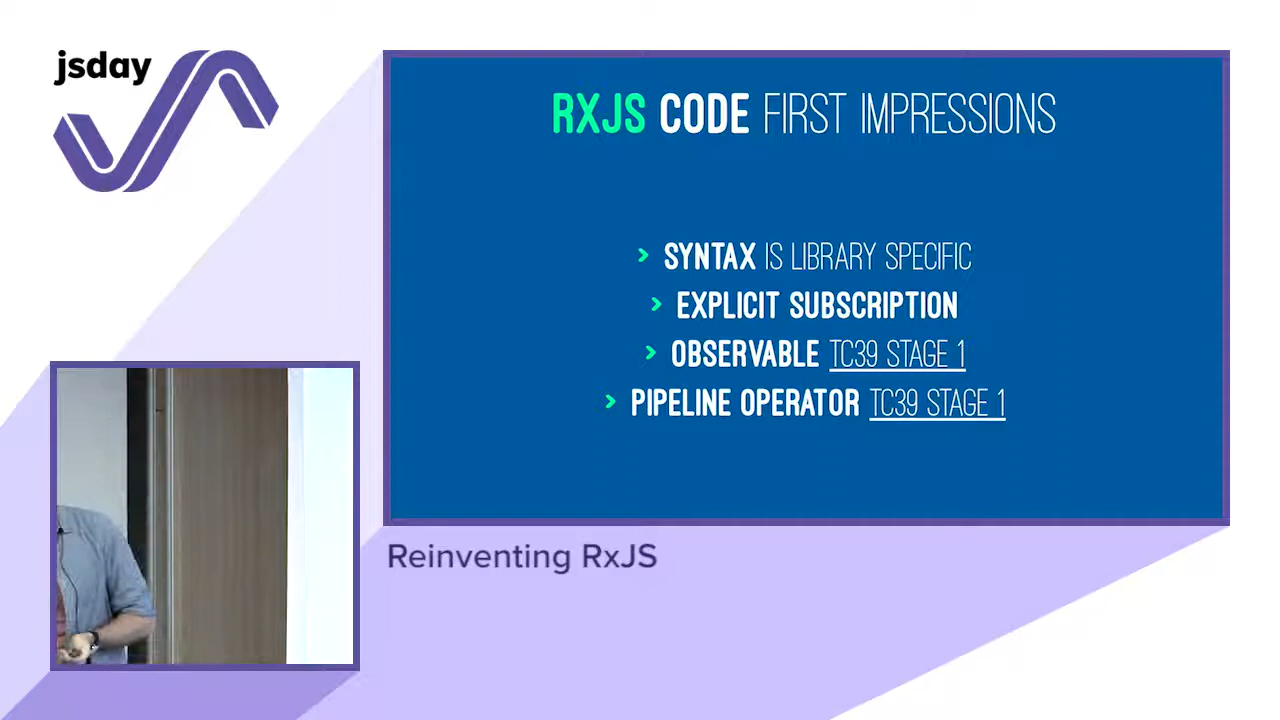 jsday
RXJS CODE FIRST IMPRESSIONS
> SYNTAX IS LIBRARY SPECIFIC
> EXPLICIT SUBSCRIPTION
> OBSERVABLE TC39 STAGE 1
> PIPELINE OPERATOR TC39 STAGE 1
Reinventing RxJS